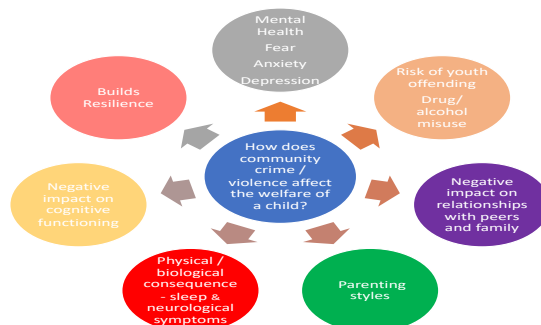 Mental
Health
Fear
Anxiety
Depression
Builds
Resilience
Risk of youth
offending
Drug/
alcohol
misuse
How does
community
crime /
violence affect
the welfare of
a child?
Negative
impact on
cognitive
functioning
Negative
impact on
relationships
with peers
and family
Physical /
biological
consequence
- sleep &
neurological
symptoms
Parenting
styles